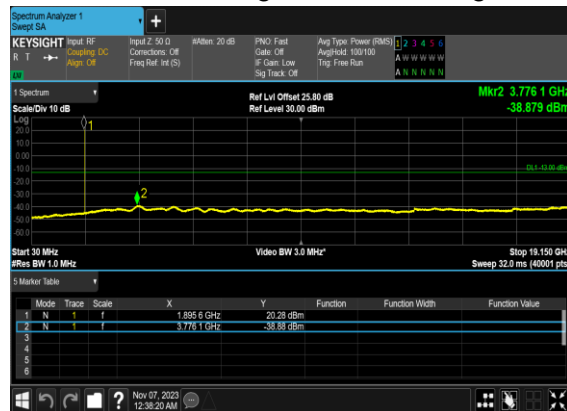 Spectrum Analyzer 1
Swept SA
+
KEYSIGHT Input: RF Input Z: 50 Ω #Atten: 20 dB PNO: Fast Avg Type: Power (RMS) 1 2 3 4 5 6
R T Coupling: DC Corrections: Off Gate: Off Avg|Hold: 100/100 A W W W W W
Align: Off Freq Ref: Int (S) IF Gain: Low Trig: Free Run A N N N N N
LW Sig Track: Off
1 Spectrum Ref Lvl Offset 25.80 dB Mkr2 3.776 1 GHz
Scale/Div 10 dB Ref Level 30.00 dBm -38.879 dBm
Log
20.0
10.0
0.00
-10.0
-20.0
-30.0
-40.0
-50.0
-60.0
1
2
DL1 -13.00 dBm
Start 30 MHz Video BW 3.0 MHz* Stop 19.150 GHz
#Res BW 1.0 MHz Sweep 32.0 ms (40001 pts)
5 Marker Table
Mode Trace Scale X Y Function Function Width Function Value
1 N 1 f 1.895 6 GHz 20.28 dBm
2 N 1 f 3.776 1 GHz -38.88 dBm
3
4
5
6
? Nov 07, 2023
12:38:20 AM